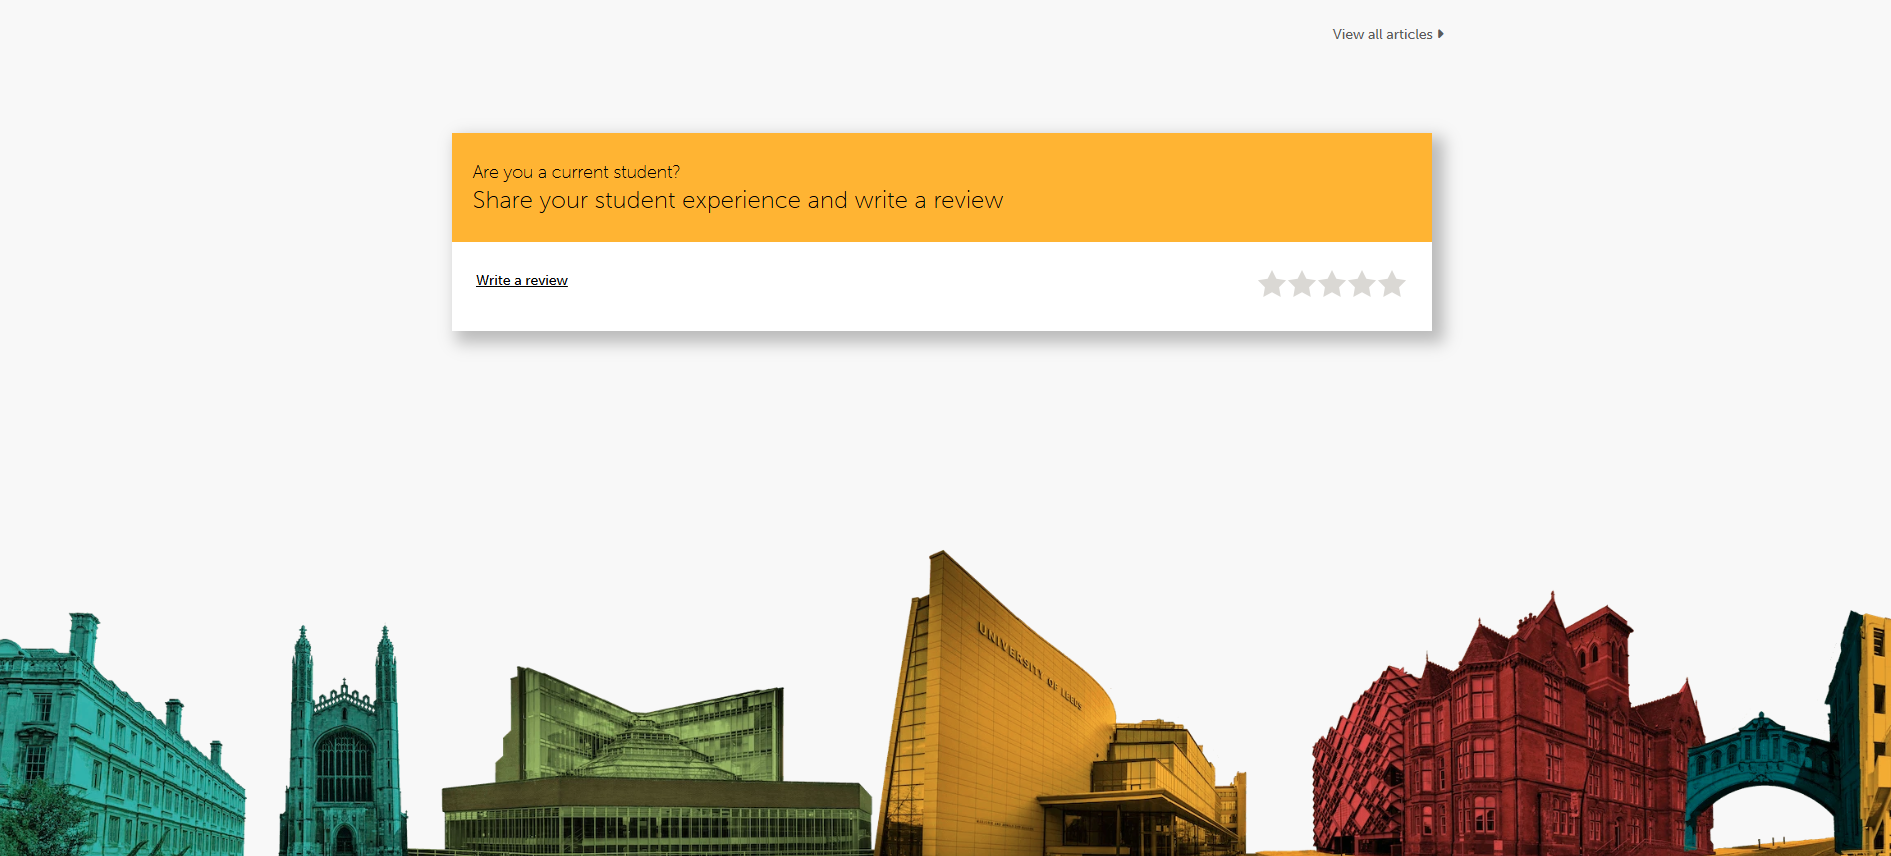 View all articles
Are you a current student?
Share your student experience and write a review
Write a review
UNIVERSITY OF LEEDS